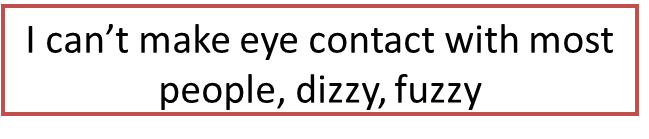 I can’t make eye contact with most
people, dizzy, fuzzy